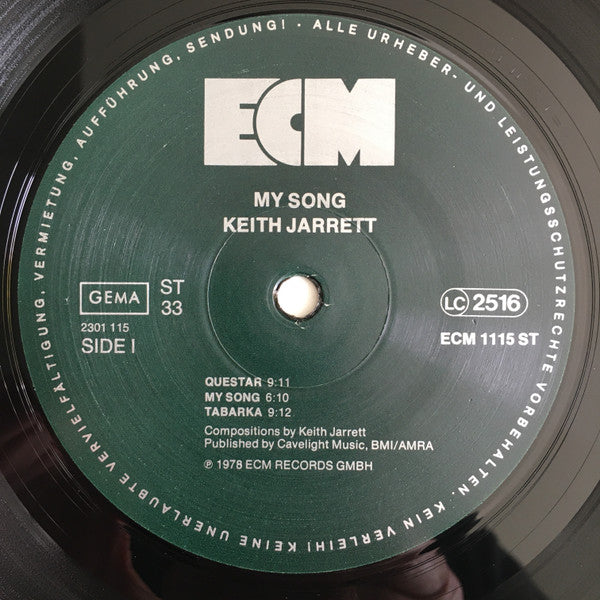 ALLE URHEBER- UND LEISTUNGSSCHUTZRECHTE VORBEHALTEN. KEIN VERLEIH! KEINE UNERLAUBTE VERVIELFÄLTIGUNG, VERMIETUNG, AUFFÜHRUNG, SENDUNG! ·
ECM
MY SONG
KEITH JARRETT
GEMA
ST
33
2301 115
SIDE I
LC 2516
ECM 1115 ST
QUESTAR 9:11
MY SONG 6:10
TABARKA 9:12
Compositions by Keith Jarrett
Published by Cavelight Music, BMI/AMRA
℗ 1978 ECM RECORDS GMBH